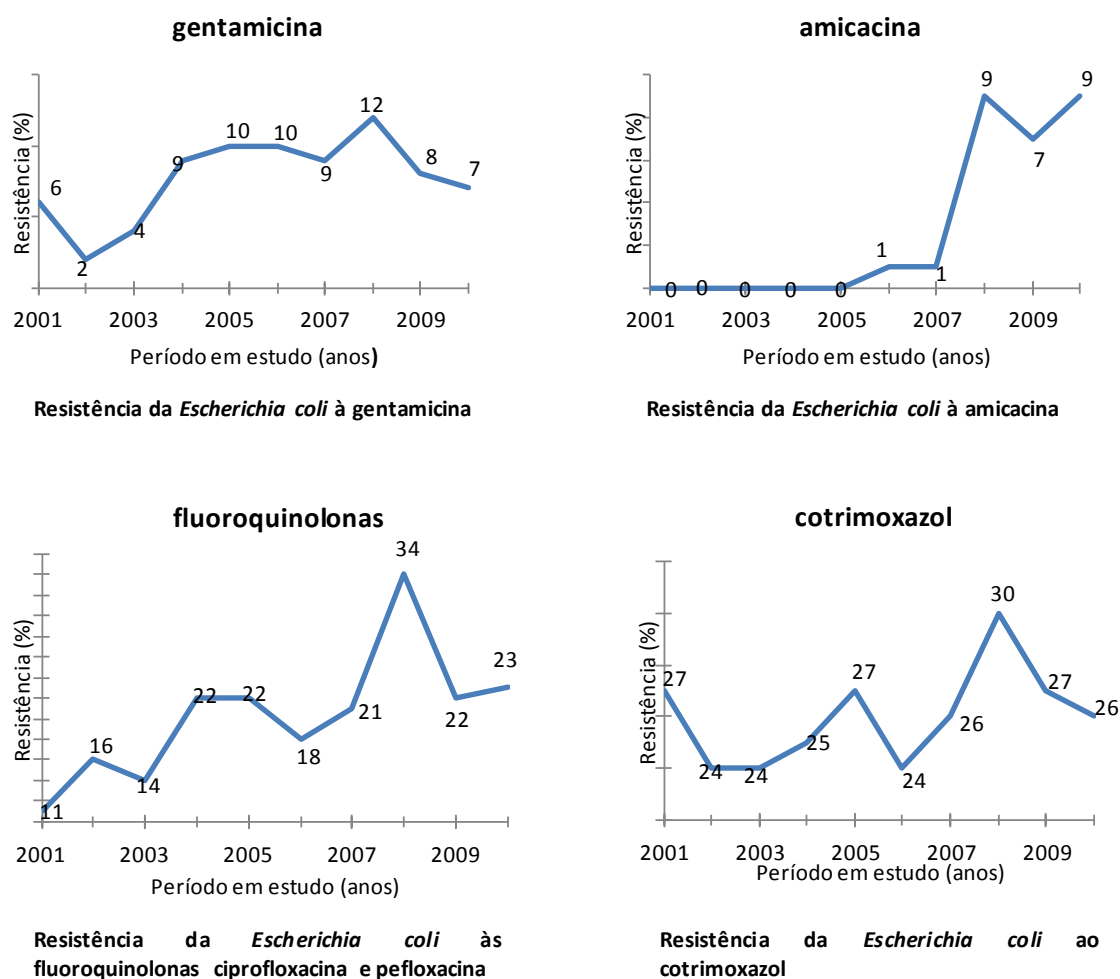 gentamicina
Resistência (%)
6
2
4
9
10
10
9
12
8
7
2001 2003 2005 2007 2009
Período em estudo (anos)
Resistência da Escherichia coli à gentamicina
amicacina
Resistência (%)
0
0
0
0
0
1
1
9
7
9
2001 2003 2005 2007 2009
Período em estudo (anos)
Resistência da Escherichia coli à amicacina
fluoroquinolonas
Resistência (%)
11
16
14
22
22
18
21
34
22
23
2001 2003 2005 2007 2009
Período em estudo (anos)
Resistência da Escherichia coli às
fluoroquinolonas ciprofloxacina e pefloxacina
cotrimoxazol
Resistência (%)
27
24
24
25
27
24
26
30
27
26
2001 2003 2005 2007 2009
Período em estudo (anos)
Resistência da Escherichia coli ao
cotrimoxazol